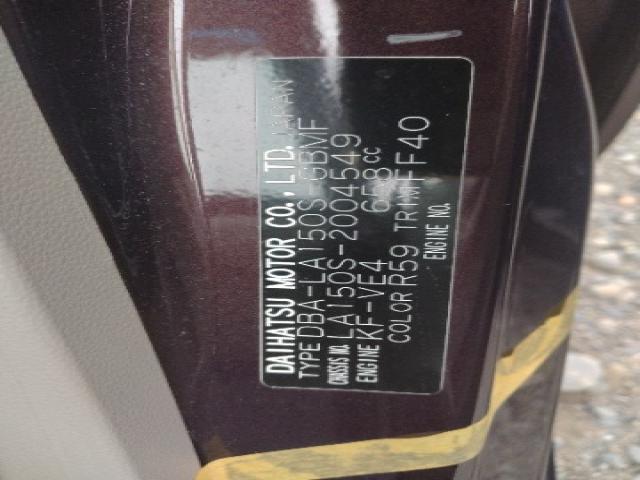 DAIHATSU MOTOR CO., LTD. JAPAN
TYPE DBA-LA150S-GBMF
CHASSIS NO. LA150S-2004549
ENGINE KF-VE4 658cc
COLOR R59 TRIM FF40
ENGINE NO.